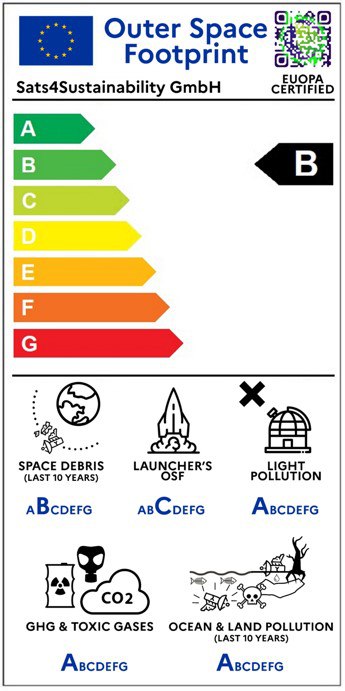 Outer Space
Footprint
Sats4Sustainability GmbH
EUOPA
CERTIFIED
A
B
B
C
D
E
F
G
SPACE DEBRIS
(LAST 10 YEARS)
LAUNCHER'S
OSF
LIGHT
POLLUTION
ABCDEFG
ABCDEFG
ABCDEFG
CO2
GHG & TOXIC GASES
OCEAN & LAND POLLUTION
(LAST 10 YEARS)
ABCDEFG
ABCDEFG